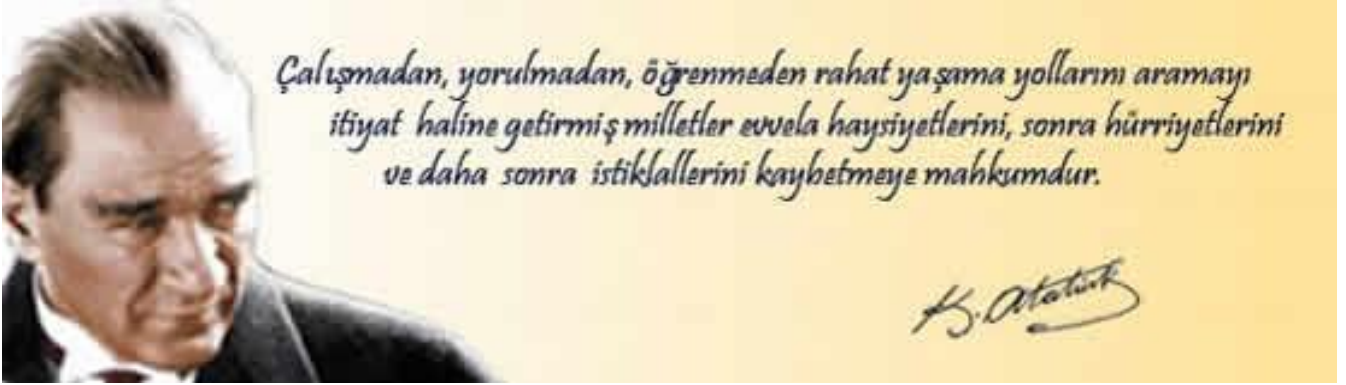 Çalışmadan, yorulmadan, öğrenmeden rahat yaşama yollarını aramayı
itiyat haline getirmiş milletler evvela haysiyetlerini, sonra hürriyetlerini
ve daha sonra istiklallerini kaybetmeye mahkumdur.
K. Atatürk